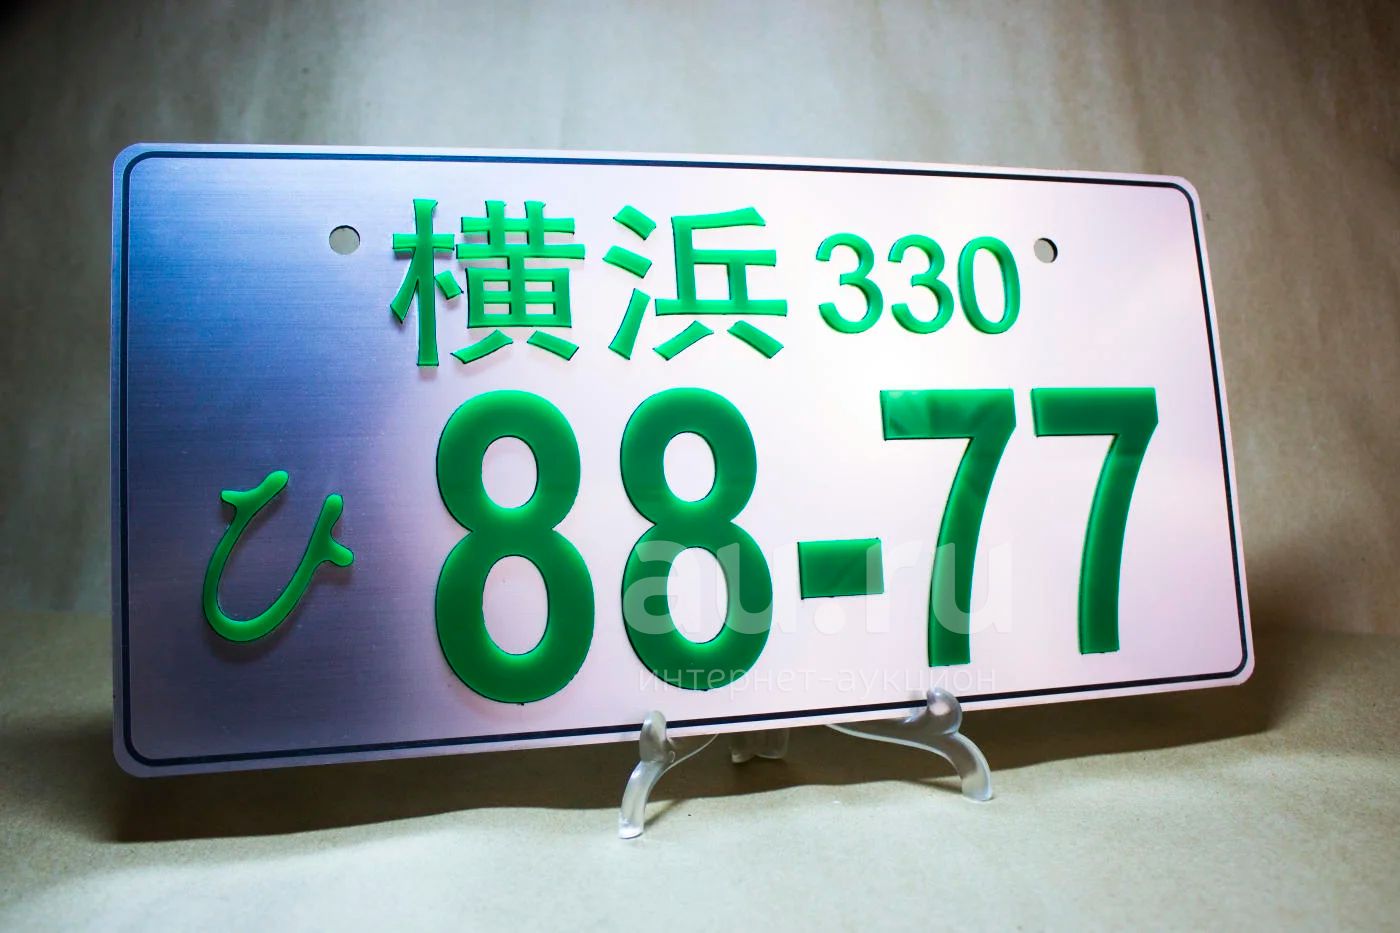 横浜 330
ひ 88-77
au.ru
интернет-аукцион